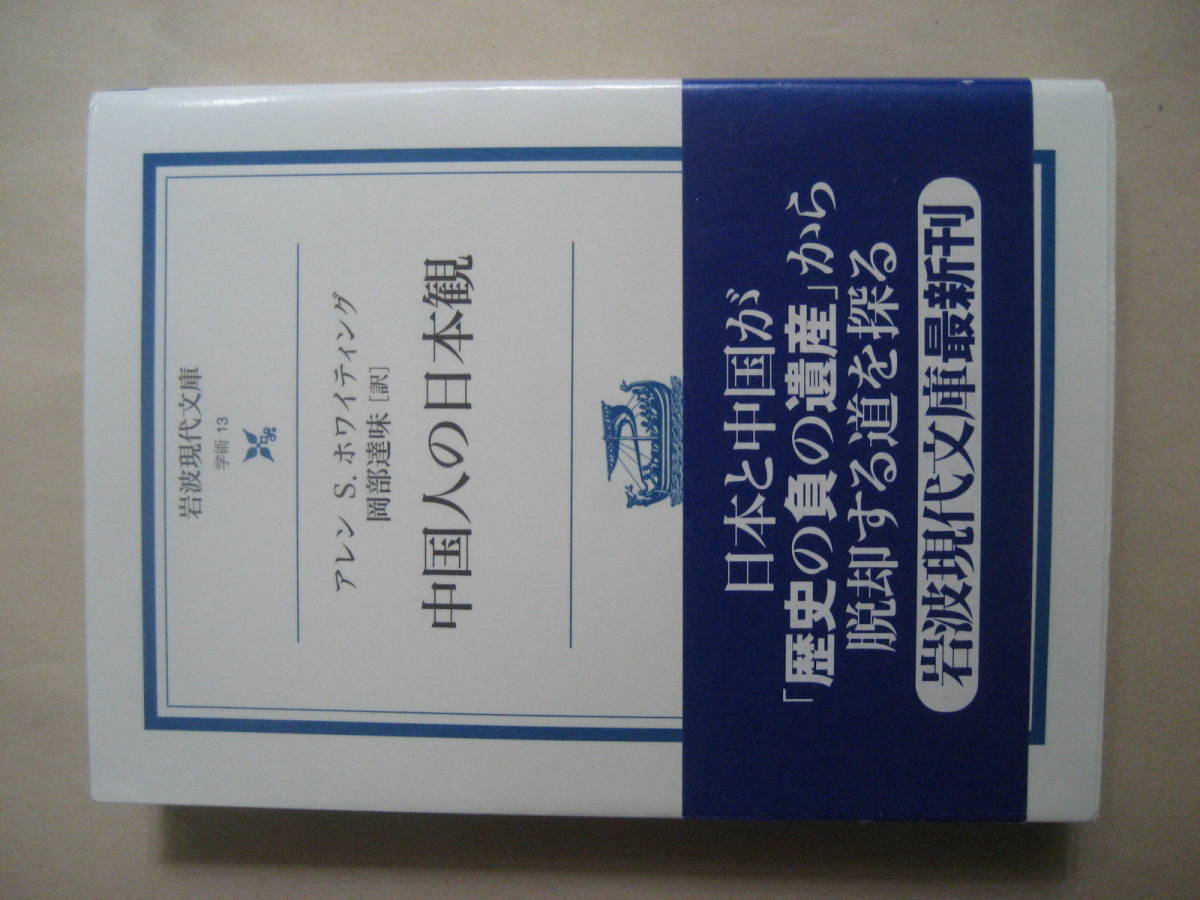 岩波現代文庫
学術 13
アレン S. ホワイティング
岡部達味［訳］
中国人の日本観
日本と中国が
「歴史の負の遺産」から
脱却する道を探る
岩波現代文庫最新刊